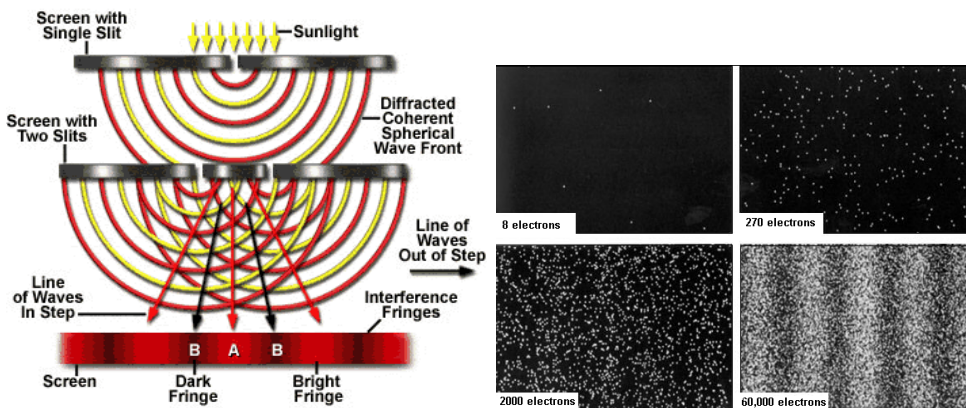 Screen with
Single Slit
Sunlight
Screen with
Two Slits
Diffracted
Coherent
Spherical
Wave Front
Line of
Waves
Out of Step
Line
of Waves
In Step
Interference
Fringes
B
A
B
Screen
Dark
Fringe
Bright
Fringe
8 electrons
270 electrons
2000 electrons
60,000 electrons